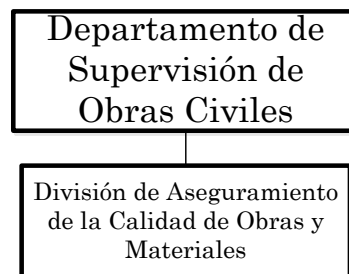 Departamento de
Supervisión de
Obras Civiles
División de Aseguramiento
de la Calidad de Obras y
Materiales